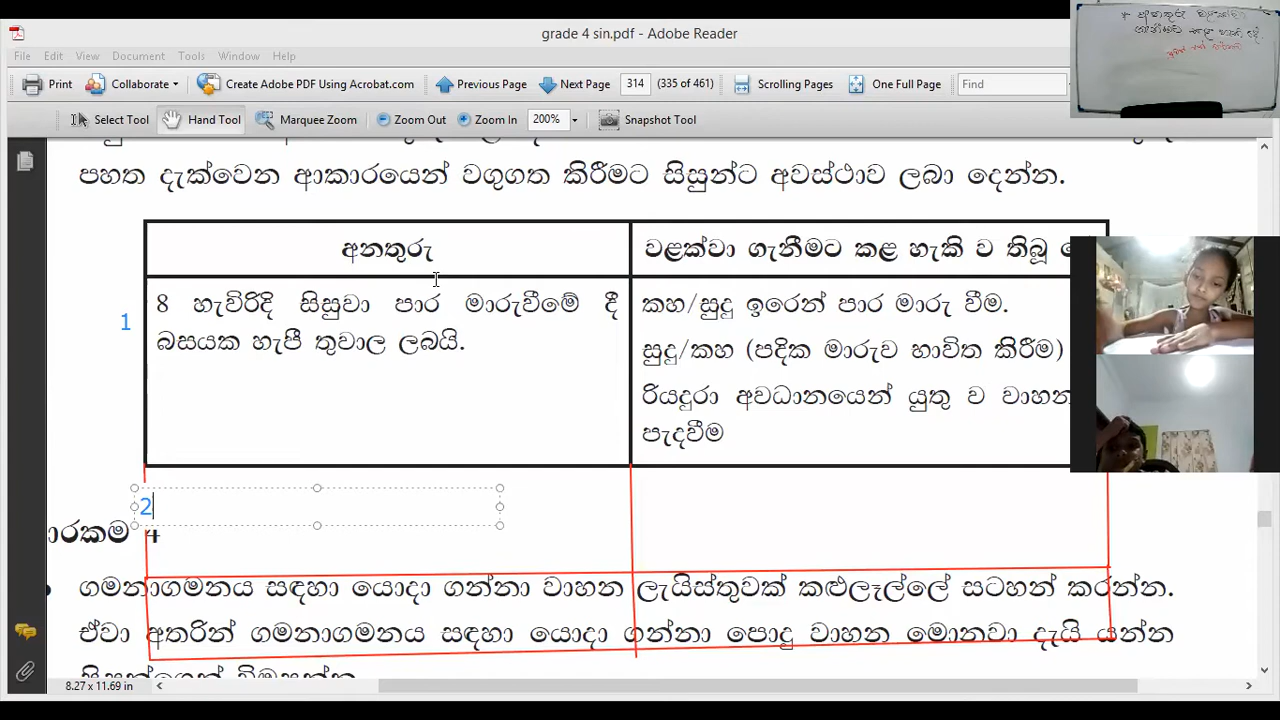 grade 4 sin.pdf - Adobe Reader
File Edit View Document Tools Window Help
Print Collaborate Create Adobe PDF Using Acrobat.com Previous Page Next Page 314 (335 of 461) Scrolling Pages One Full Page Find
Select Tool Hand Tool Marquee Zoom Zoom Out Zoom In 200% Snapshot Tool
පහත දැක්වෙන ආකාරයෙන් වගුගත කිරීමට සිසුන්ට අවස්ථාව ලබා දෙන්න.
අනතුරු
වළක්වා ගැනීමට කළ හැකි ව තිබූ
1
8 හැවිරිදි සිසුවා පාර මාරුවීමේ දී
බසයක හැපී තුවාල ලබයි.
කහ/සුදු ඉරෙන් පාර මාරු වීම.
සුදු/කහ (පදික මාරුව භාවිත කිරීම)
රියදුරා අවධානයෙන් යුතු ව වාහන
පැදවීම
2
ාරකම 4
ගමනාගමනය සඳහා යොදා ගන්නා වාහන ලැයිස්තුවක් කළුලෑල්ලේ සටහන් කරන්න.
ඒවා අතරින් ගමනාගමනය සඳහා යොදා ගන්නා පොදු වාහන මොනවා දැයි යන්න
සිසුන්ගෙන් විමසන්න.
8.27 x 11.69 in